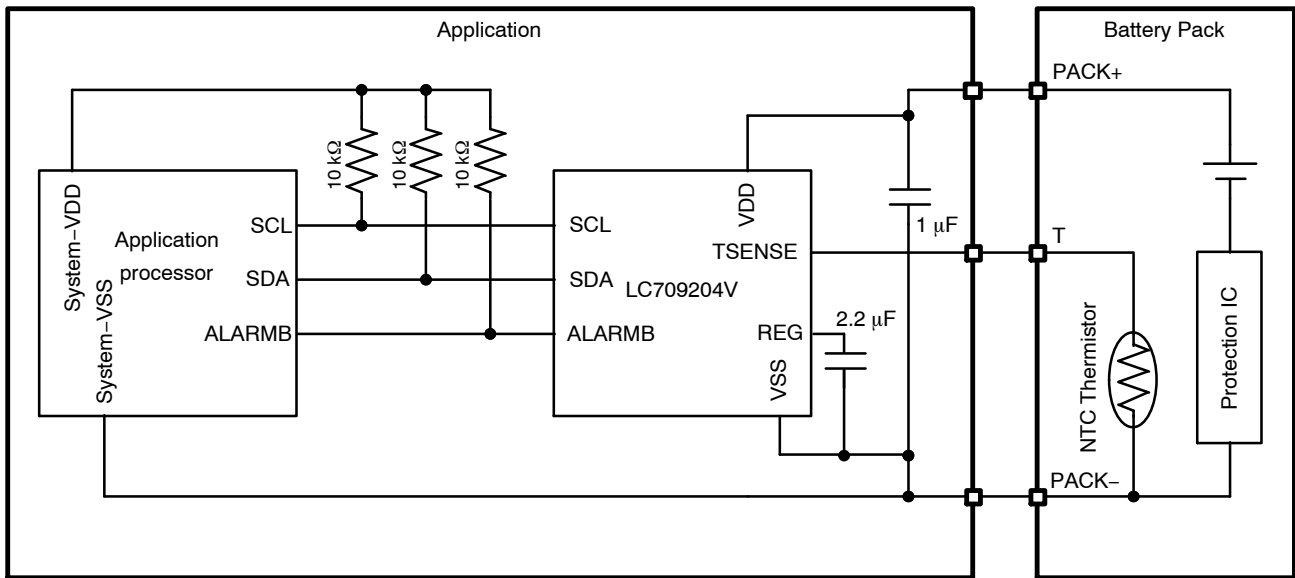 Application
Battery Pack
PACK+
10 kΩ
10 kΩ
10 kΩ
System−VDD
System−VSS
Application
processor
SCL
SDA
ALARMB
SCL
SDA
ALARMB
VDD
TSENSE
LC709204V
REG
VSS
1 μF
2.2 μF
T
NTC Thermistor
Protection IC
PACK−